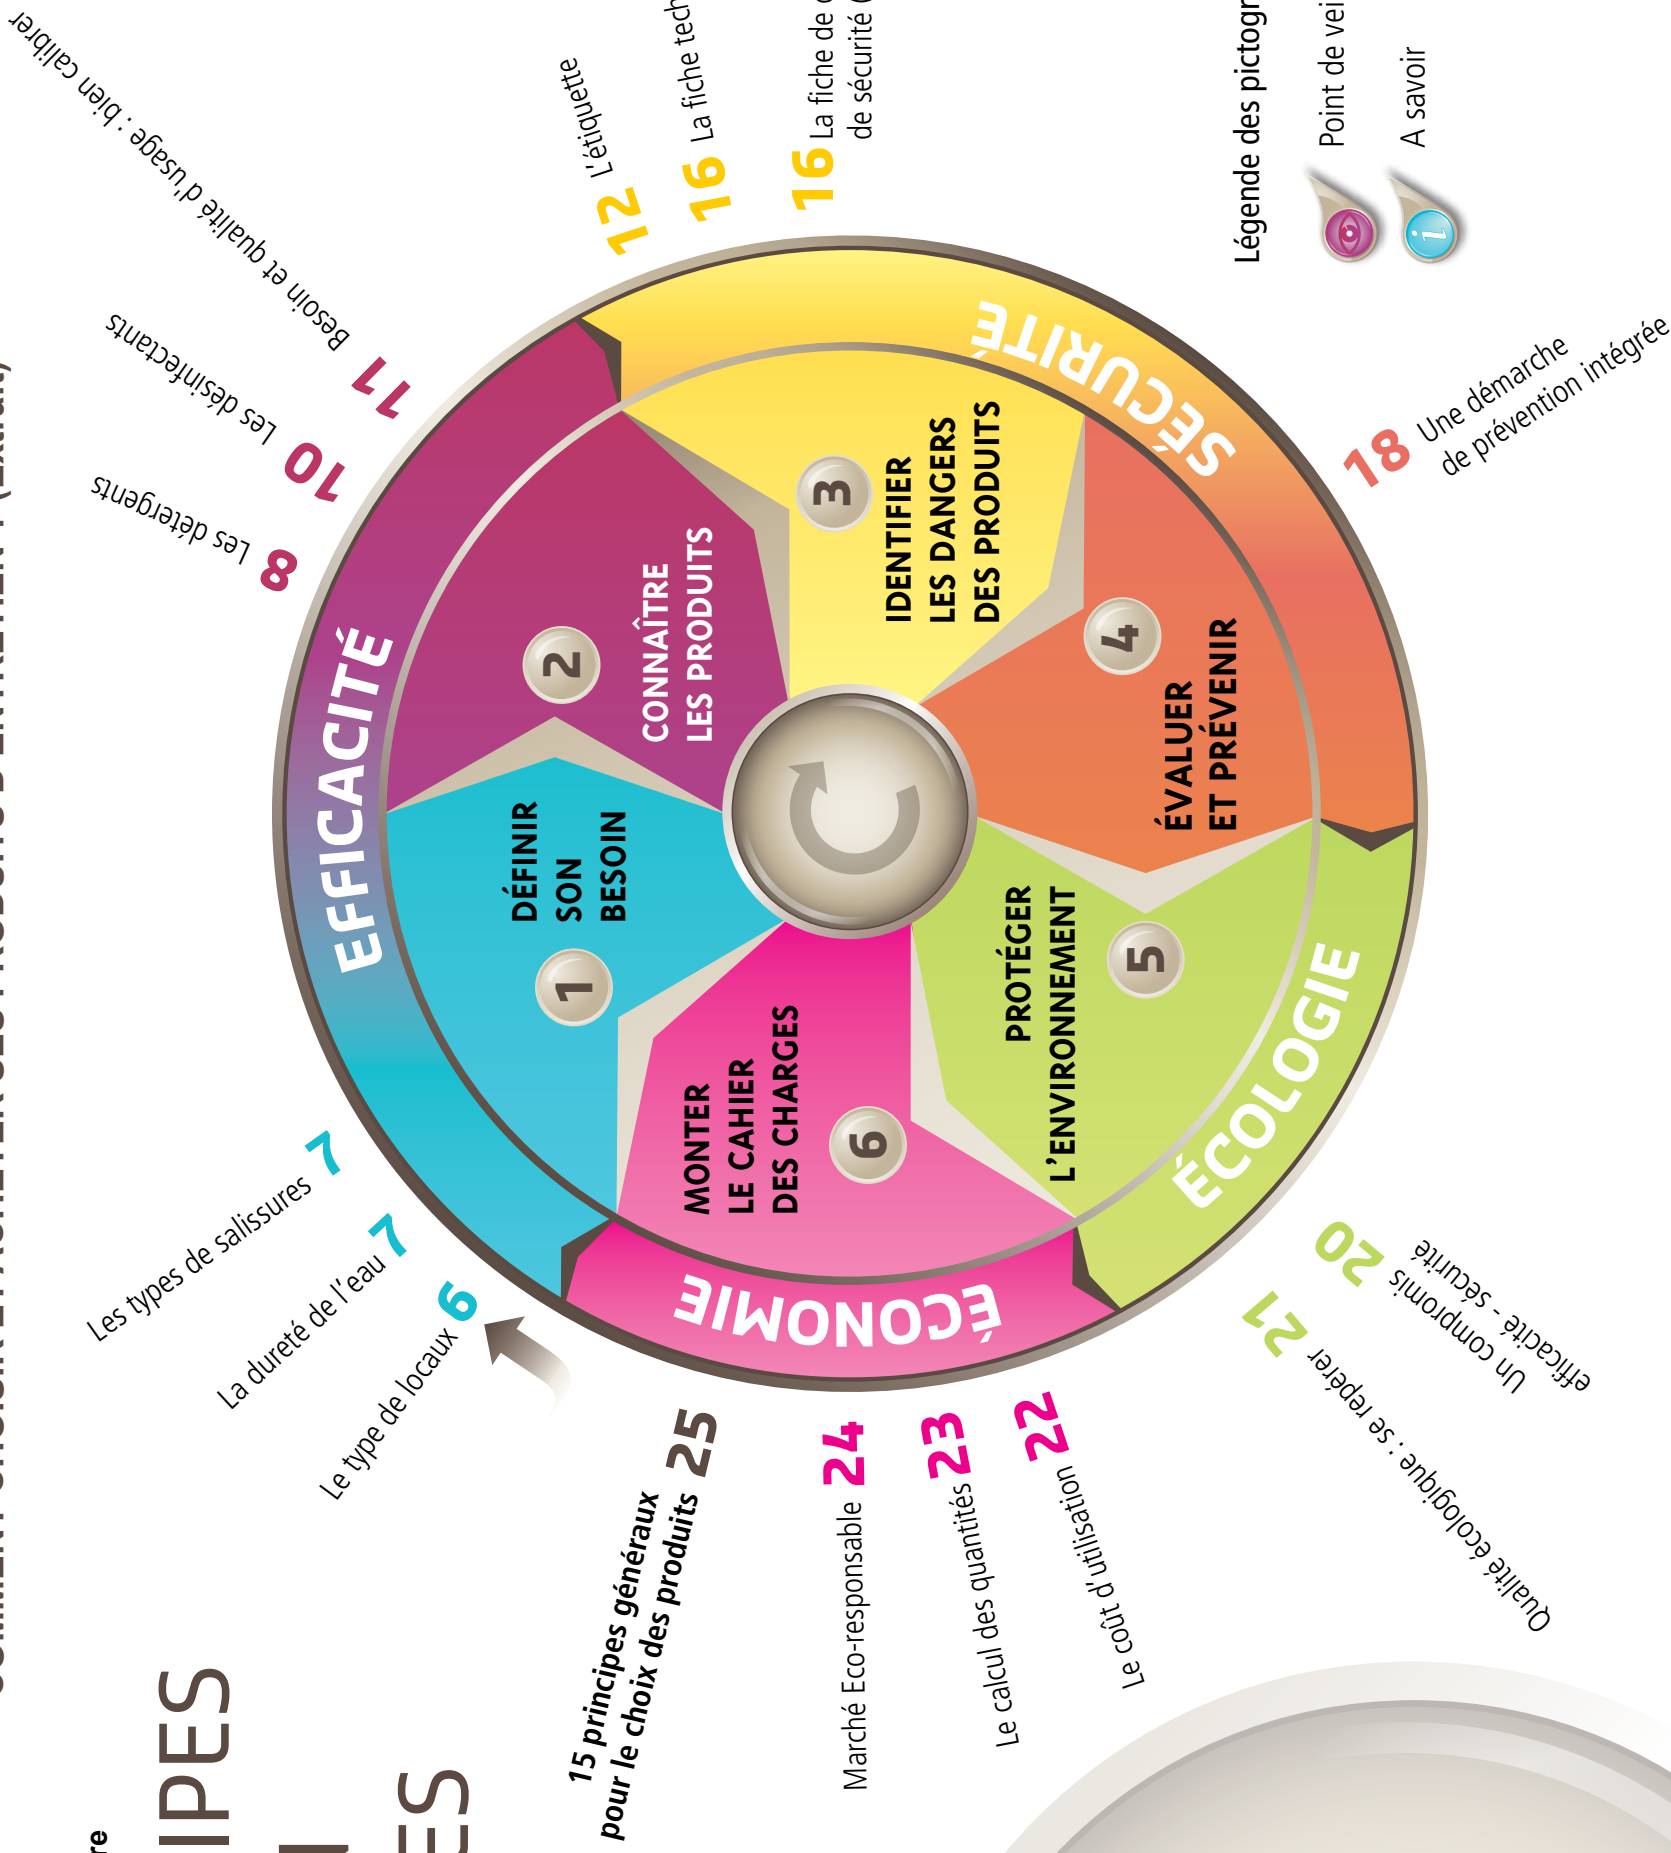 EFFICACITÉ
SÉCURITÉ
ÉCOLOGIE
ÉCONOMIE
1
DÉFINIR
SON
BESOIN
Le type de locaux 6
La dureté de l'eau 7
Les types de salissures 7
2
CONNAÎTRE
LES PRODUITS
8 Les détergents
10 Les désinfectants
11 Besoin et qualité d'usage : bien calibrer
3
IDENTIFIER
LES DANGERS
DES PRODUITS
12 L'étiquette
16 La fiche
16 La fiche de
de sécurité (
4
ÉVALUER
ET PRÉVENIR
18 Une démarche
de prévention intégrée
5
PROTÉGER
L'ENVIRONNEMENT
20 Un compromis
efficacité - sécurité
21 Qualité écologique : se repérer
6
MONTER
LE CAHIER
DES CHARGES
Le coût d'utilisation 22
Le calcul des quantités 23
Marché Eco-responsable 24
15 principes généraux
pour le choix des produits 25
Légende des
Point de
i A savoir